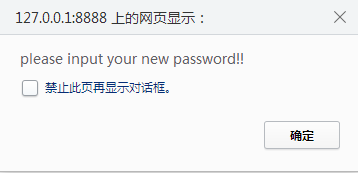 127.0.0.1:8888 上的网页显示：
please input your new password!!
禁止此页再显示对话框。
确定